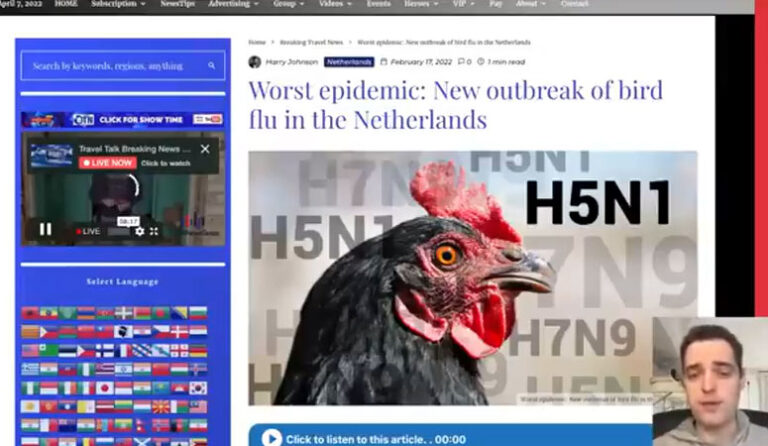 April 7, 2022 HOME Subscription NewsTips Advertising Group Videos Events Heroes VIP Pay About Contact
Search by keywords, regions, anything
Home > Breaking Travel News > Worst epidemic: New outbreak of bird flu in the Netherlands
Harry Johnson Netherlands February 17, 2022 0 1 min read
Worst epidemic: New outbreak of bird
flu in the Netherlands
CLICK FOR SHOW TIME
Travel Talk Breaking News ...
LIVE NOW Click to watch
08:17
LIVE
Select Language
H5N1
H7N9
H5N1
H5N1
H7N9
H7N9
H5N1
Worst epidemic: New outbreak of bird flu in the
Click to listen to this article. . 00:00